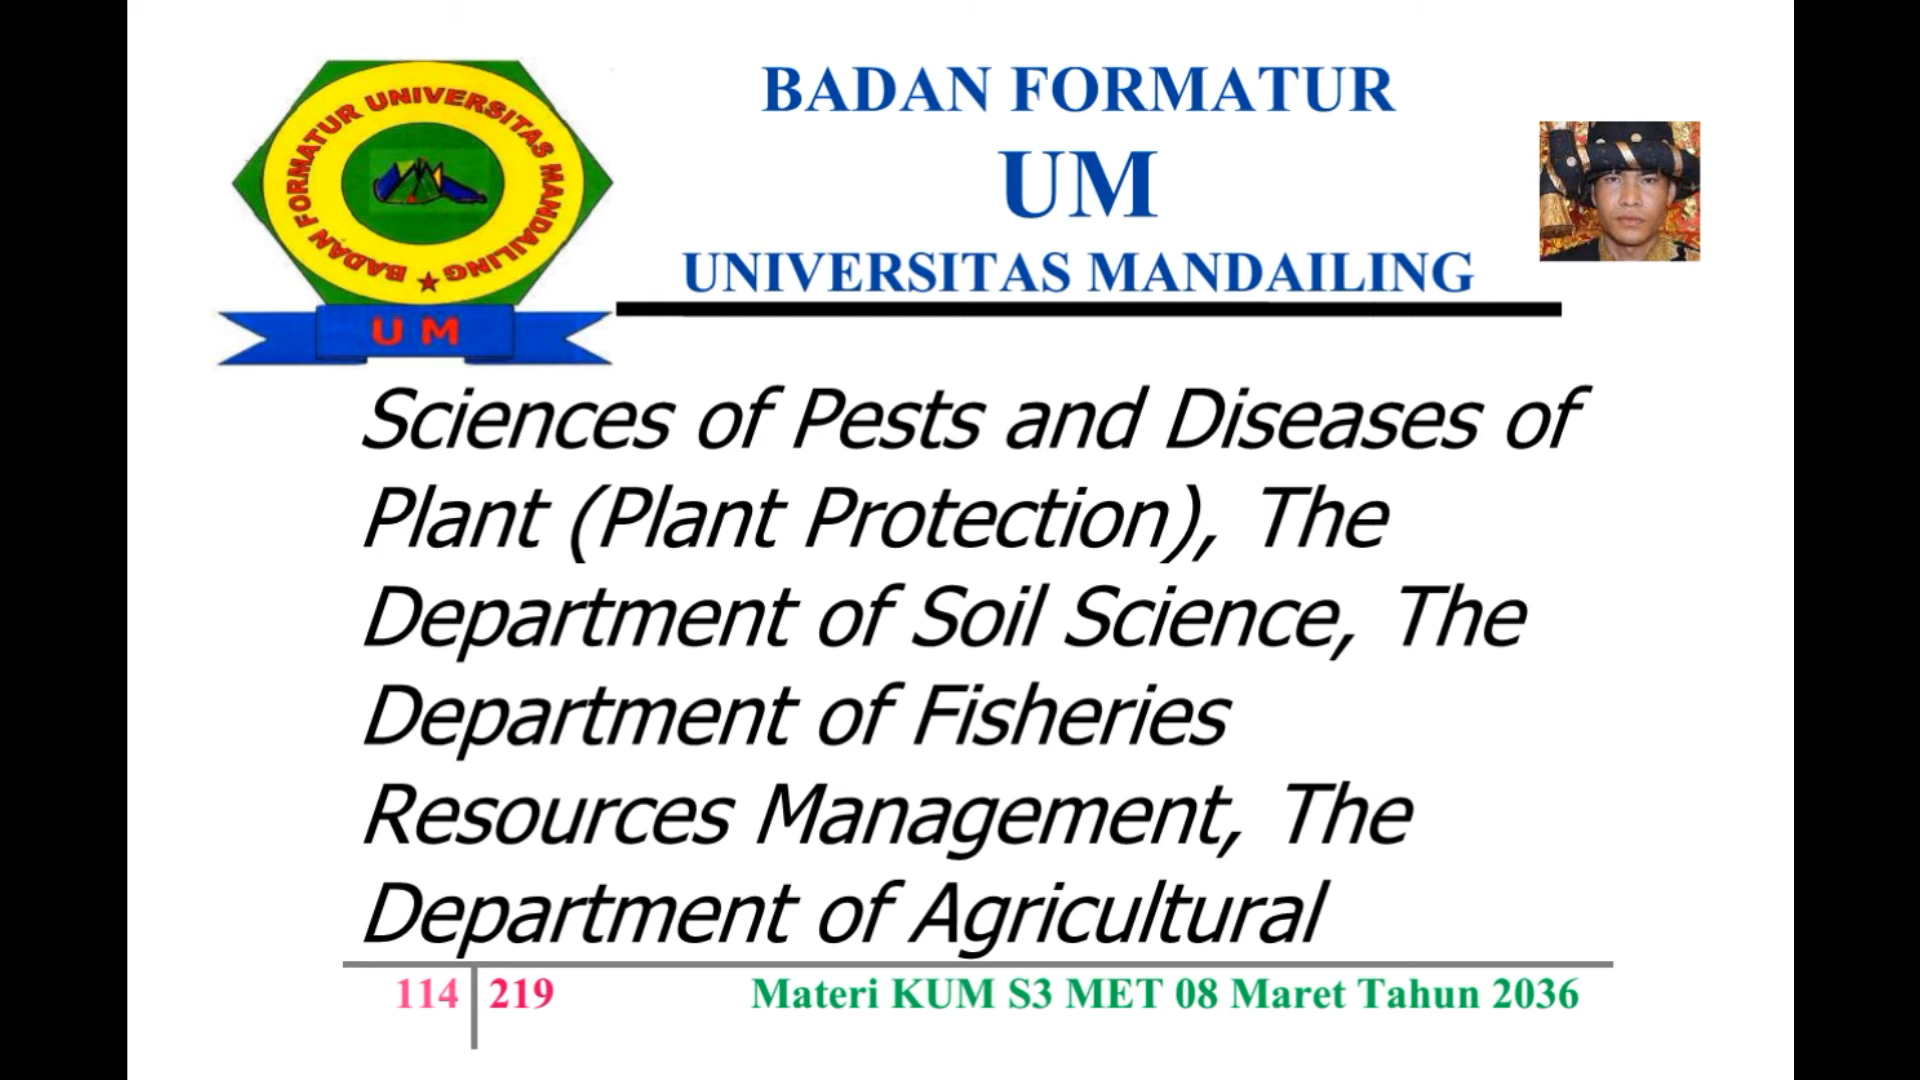 BADAN FORMATUR UNIVERSITAS MANDAILING
U M
BADAN FORMATUR
UM
UNIVERSITAS MANDAILING
Sciences of Pests and Diseases of
Plant (Plant Protection), The
Department of Soil Science, The
Department of Fisheries
Resources Management, The
Department of Agricultural
114 219 Materi KUM S3 MET 08 Maret Tahun 2036